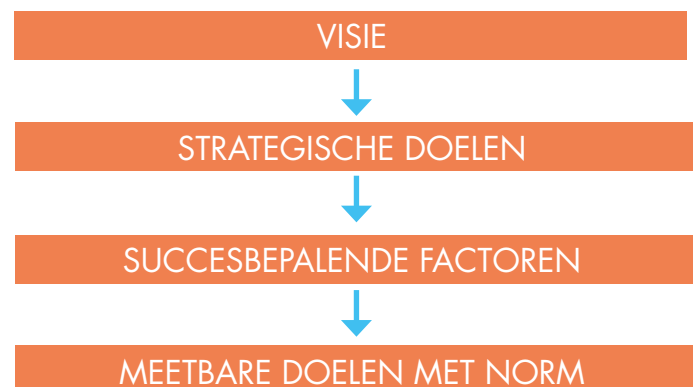 VISIE
STRATEGISCHE DOELEN
SUCCESBEPALENDE FACTOREN
MEETBARE DOELEN MET NORM